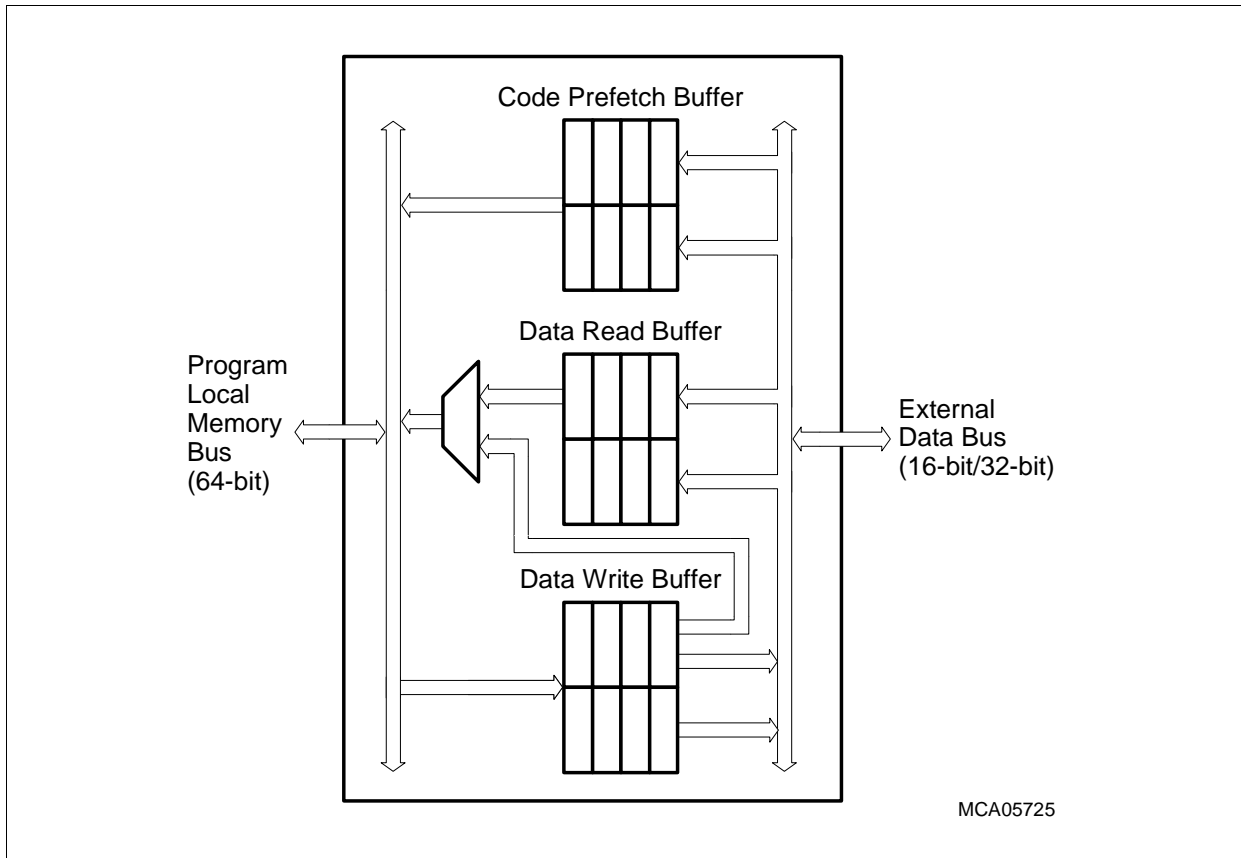 Code Prefetch Buffer
Data Read Buffer
Program
Local
Memory
Bus
(64-bit)
External
Data Bus
(16-bit/32-bit)
Data Write Buffer
MCA05725